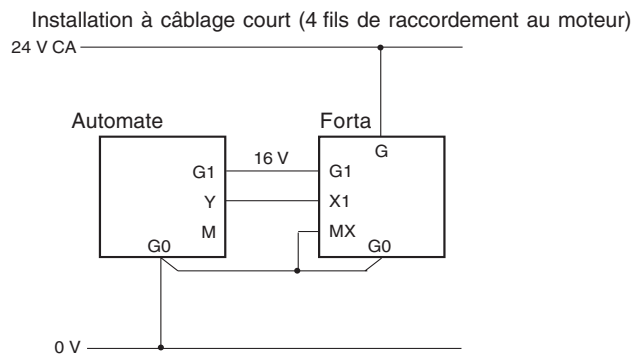 Installation à câblage court (4 fils de raccordement au moteur)
24 V CA
Automate
Forta
G
G1
16 V
G1
Y
X1
M
MX
G0
G0
0 V